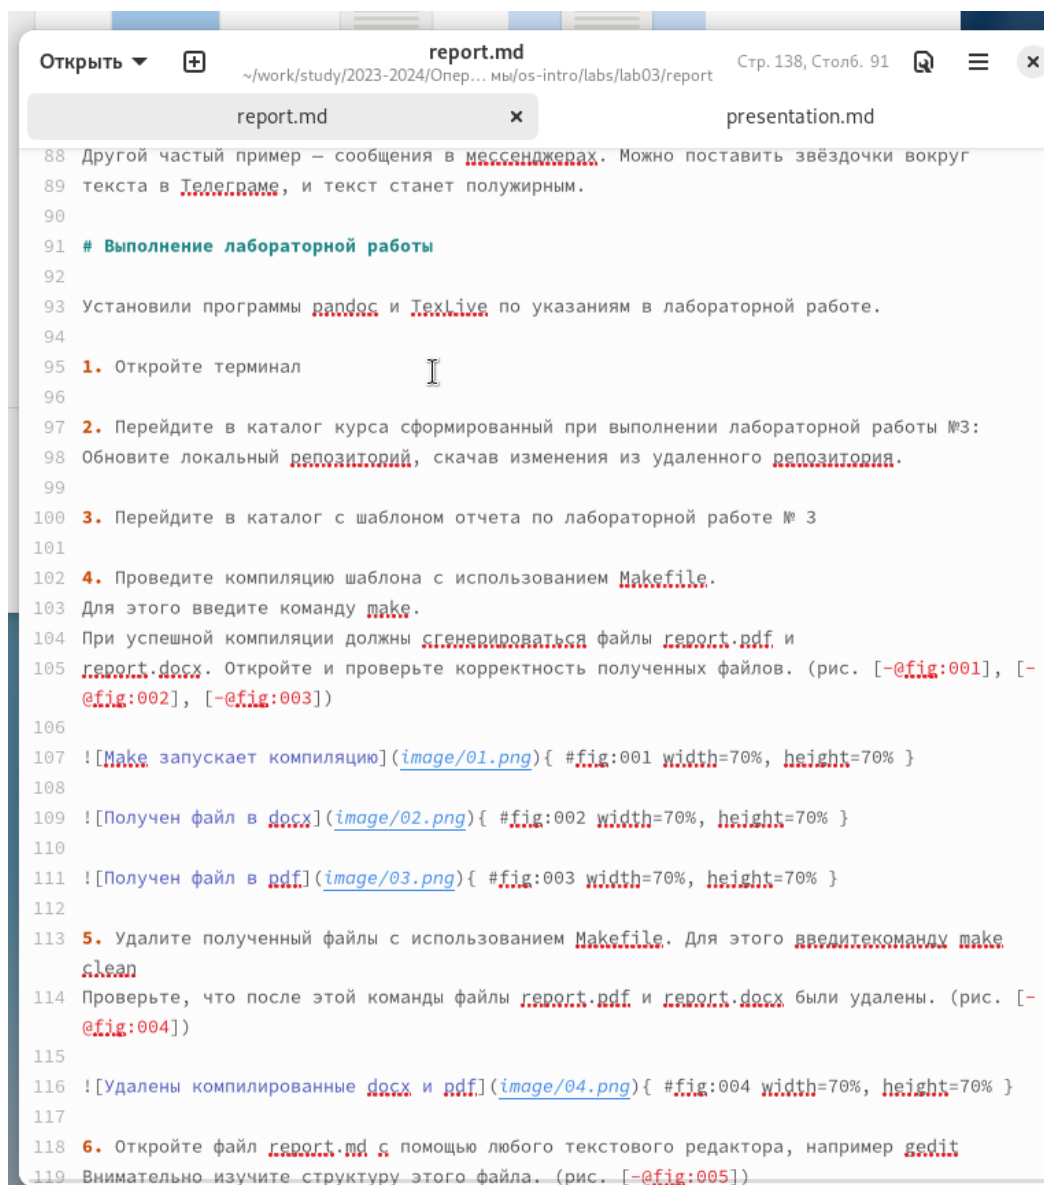 Открыть
report.md
~/work/study/2023-2024/Опер… мы/os-intro/labs/lab03/report
Стр. 138, Столб. 91
report.md
presentation.md
88 Другой частый пример — сообщения в мессенджерах. Можно поставить звёздочки вокруг
89 текста в Телеграме, и текст станет полужирным.
90
91 # Выполнение лабораторной работы
92
93 Установили программы pandoc и TexLive по указаниям в лабораторной работе.
94
95 1. Откройте терминал
96
97 2. Перейдите в каталог курса сформированный при выполнении лабораторной работы №3:
98 Обновите локальный репозиторий, скачав изменения из удаленного репозитория.
99
100 3. Перейдите в каталог с шаблоном отчета по лабораторной работе № 3
101
102 4. Проведите компиляцию шаблона с использованием Makefile.
103 Для этого введите команду make.
104 При успешной компиляции должны сгенерироваться файлы report.pdf и
105 report.docx. Откройте и проверьте корректность полученных файлов. (рис. [-@fig:001], [-
@fig:002], [-@fig:003])
106
107 ![Make запускает компиляцию](image/01.png){ #fig:001 width=70%, height=70% }
108
109 ![Получен файл в docx](image/02.png){ #fig:002 width=70%, height=70% }
110
111 ![Получен файл в pdf](image/03.png){ #fig:003 width=70%, height=70% }
112
113 5. Удалите полученный файлы с использованием Makefile. Для этого введитекоманду make
clean
114 Проверьте, что после этой команды файлы report.pdf и report.docx были удалены. (рис. [-
@fig:004])
115
116 ![Удалены компилированные docx и pdf](image/04.png){ #fig:004 width=70%, height=70% }
117
118 6. Откройте файл report.md с помощью любого текстового редактора, например gedit
119 Внимательно изучите структуру этого файла. (рис. [-@fig:005])